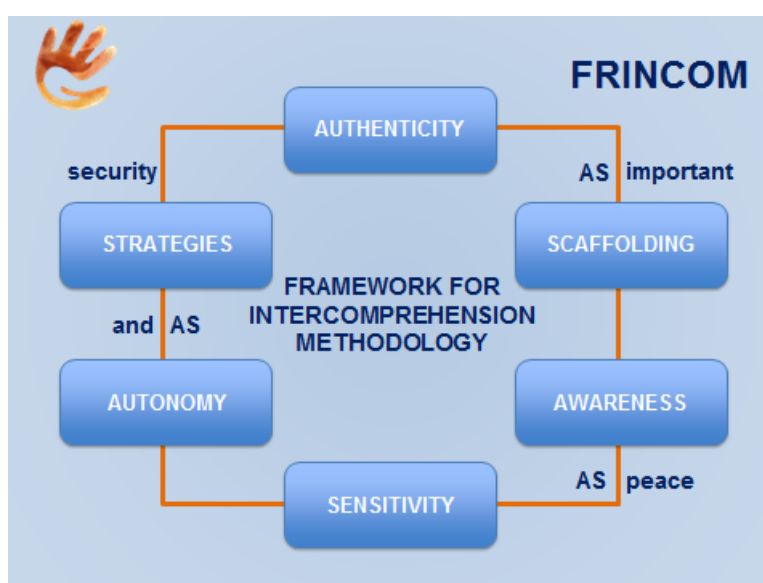 FRINCOM
AUTHENTICITY
security
AS important
STRATEGIES
SCAFFOLDING
FRAMEWORK FOR
INTERCOMPREHENSION
METHODOLOGY
and AS
AUTONOMY
AWARENESS
AS peace
SENSITIVITY